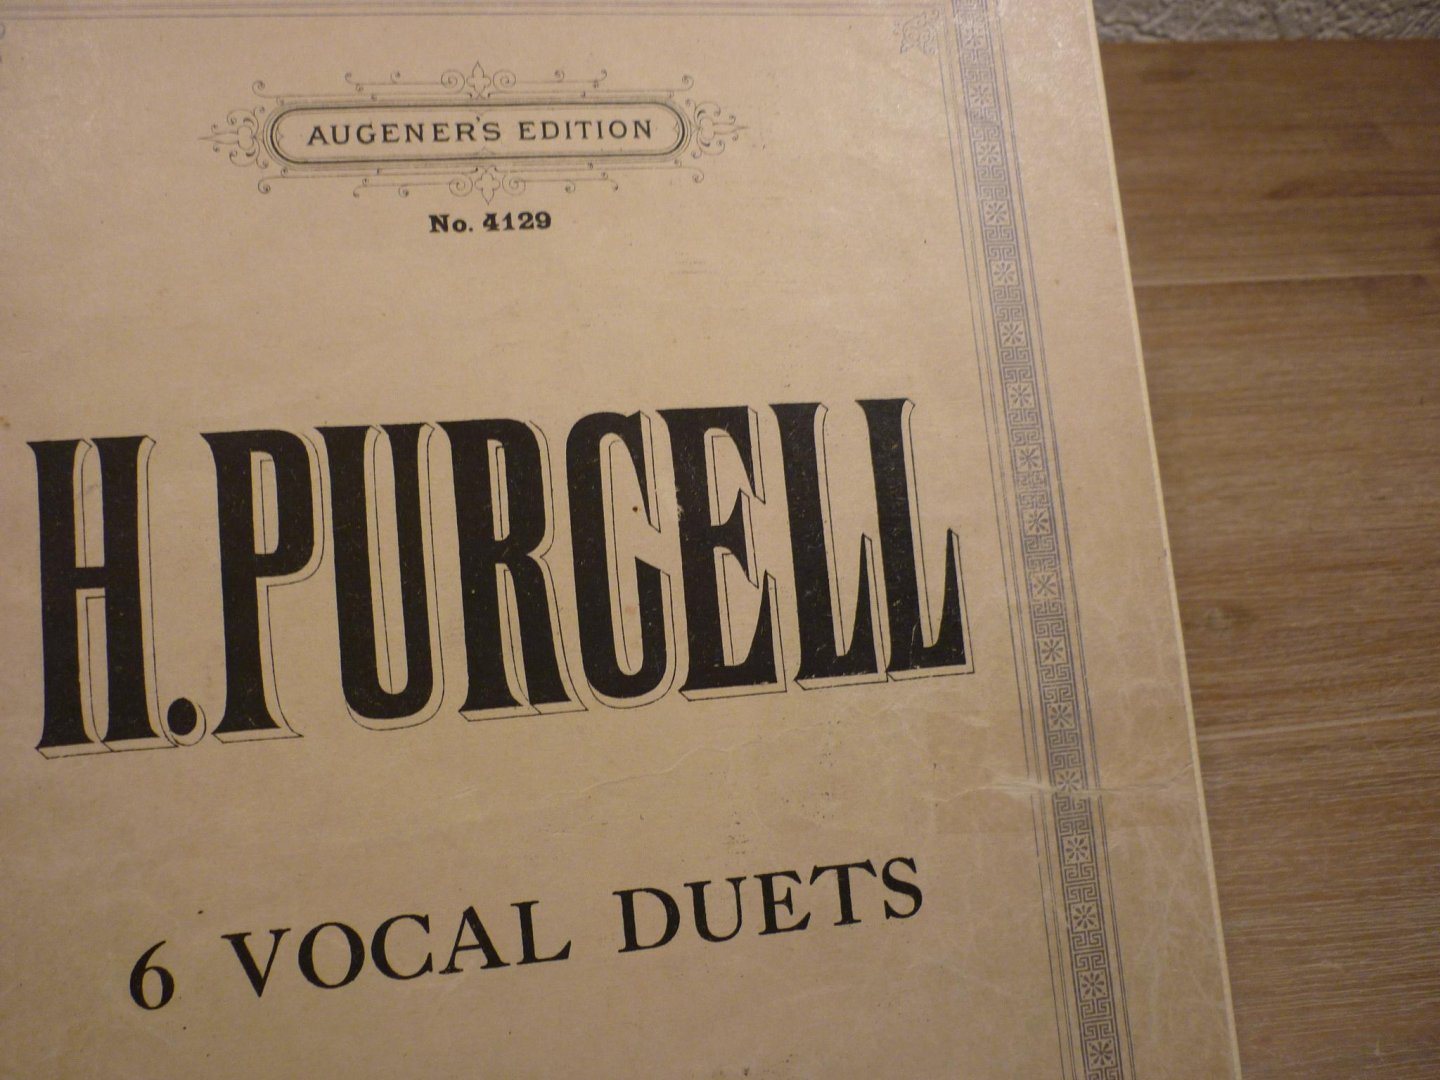 AUGENER'S EDITION
No. 4129
H. PURCELL
6 VOCAL DUETS